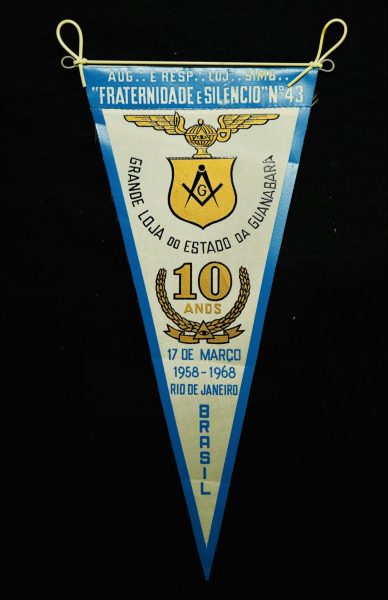 AUG∴ E RESP∴ LOJ∴ SIMB∴
"FRATERNIDADE E SILÊNCIO" Nº 43
GRANDE LOJA DO ESTADO DA GUANABARA
G
10
ANOS
17 DE MARÇO
1958-1968
RIO DE JANEIRO
BRASIL